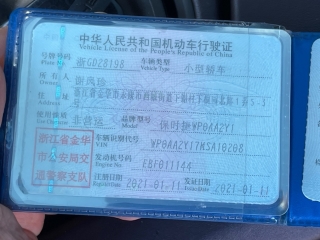 中华人民共和国机动车行驶证
Vehicle License of the People's Republic of China
号牌号码 浙GD28198 车辆类型 小型轿车
Plate No. Vehicle Type
所有人
Owner
住址
Address
使用性质 非营运 品牌型号 保时捷WP0AA2Y1
Use Character Model
浙江省金华
市公安局交
通警察支队
车辆识别代号 WP0AA2Y17MSA10208
VIN
发动机号码 EBF011144
Engine No.
注册日期 2021-01-11 发证日期 2021-01-11
Register Date Issue Date